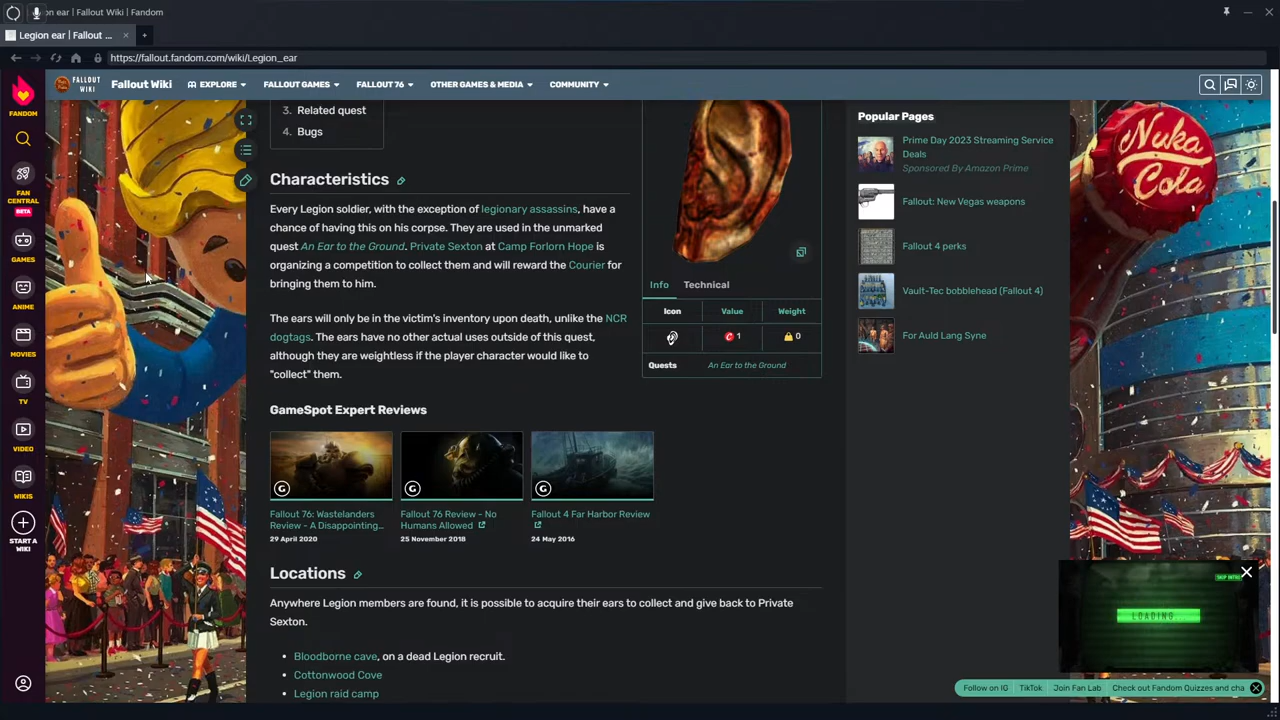 on ear | Fallout Wiki | Fandom
Legion ear | Fallout ...
https://fallout.fandom.com/wiki/Legion_ear
FALLOUT
WIKI
Fallout Wiki
EXPLORE
FALLOUT GAMES
FALLOUT 76
OTHER GAMES & MEDIA
COMMUNITY
FANDOM
FAN
CENTRAL
BETA
GAMES
ANIME
MOVIES
TV
VIDEO
WIKIS
START A
WIKI
3. Related quest
4. Bugs
Characteristics
Every Legion soldier, with the exception of legionary assassins, have a
chance of having this on his corpse. They are used in the unmarked
quest An Ear to the Ground. Private Sexton at Camp Forlorn Hope is
organizing a competition to collect them and will reward the Courier for
bringing them to him.
The ears will only be in the victim's inventory upon death, unlike the NCR
dogtags. The ears have no other actual uses outside of this quest,
although they are weightless if the player character would like to
"collect" them.
Info
Technical
Icon
Value
Weight
1
0
Quests
An Ear to the Ground
GameSpot Expert Reviews
Fallout 76: Wastelanders
Review - A Disappointing...
29 April 2020
Fallout 76 Review - No
Humans Allowed
25 November 2018
Fallout 4 Far Harbor Review
24 May 2016
Locations
Anywhere Legion members are found, it is possible to acquire their ears to collect and give back to Private
Sexton.
• Bloodborne cave, on a dead Legion recruit.
• Cottonwood Cove
• Legion raid camp
Popular Pages
Prime Day 2023 Streaming Service
Deals
Sponsored By Amazon Prime
Fallout: New Vegas weapons
Fallout 4 perks
Vault-Tec bobblehead (Fallout 4)
For Auld Lang Syne
Nuka
Cola
SKIP INTRO
LOADING...
Follow on IG
TikTok
Join Fan Lab
Check out Fandom Quizzes and cha